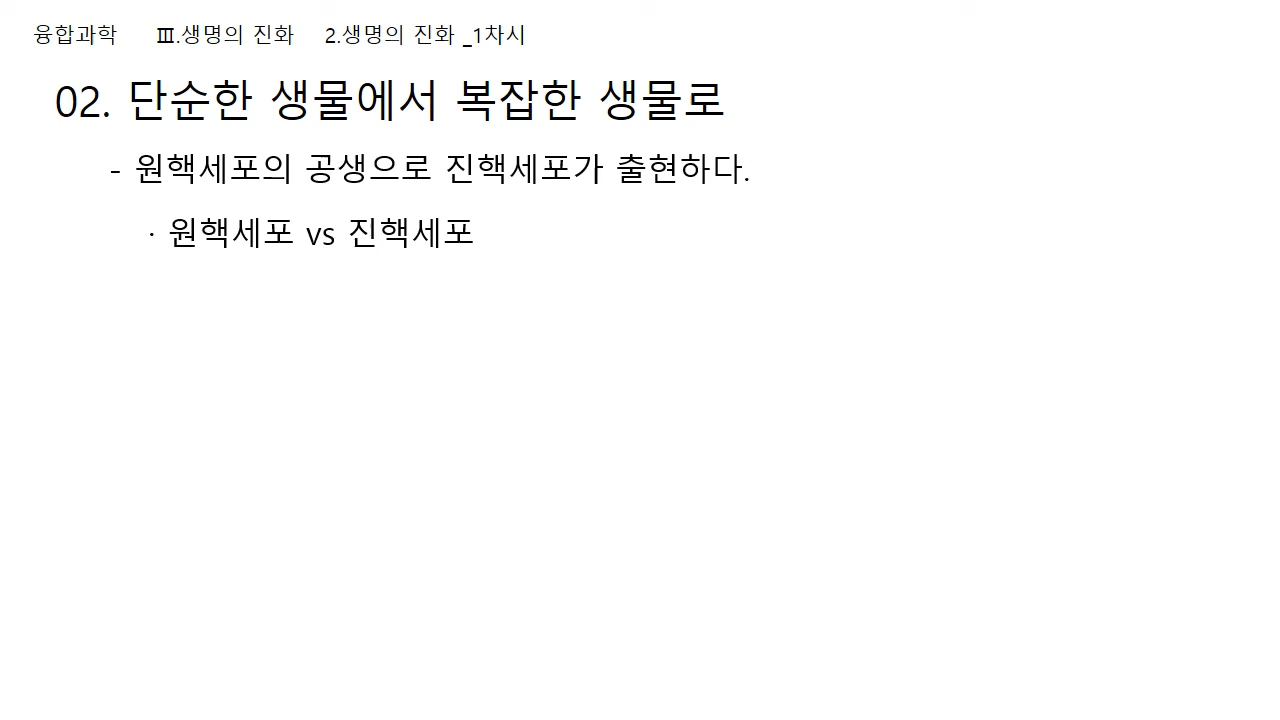 융합과학 Ⅲ.생명의 진화 2.생명의 진화 _1차시
02. 단순한 생물에서 복잡한 생물로
- 원핵세포의 공생으로 진핵세포가 출현하다.
· 원핵세포 vs 진핵세포